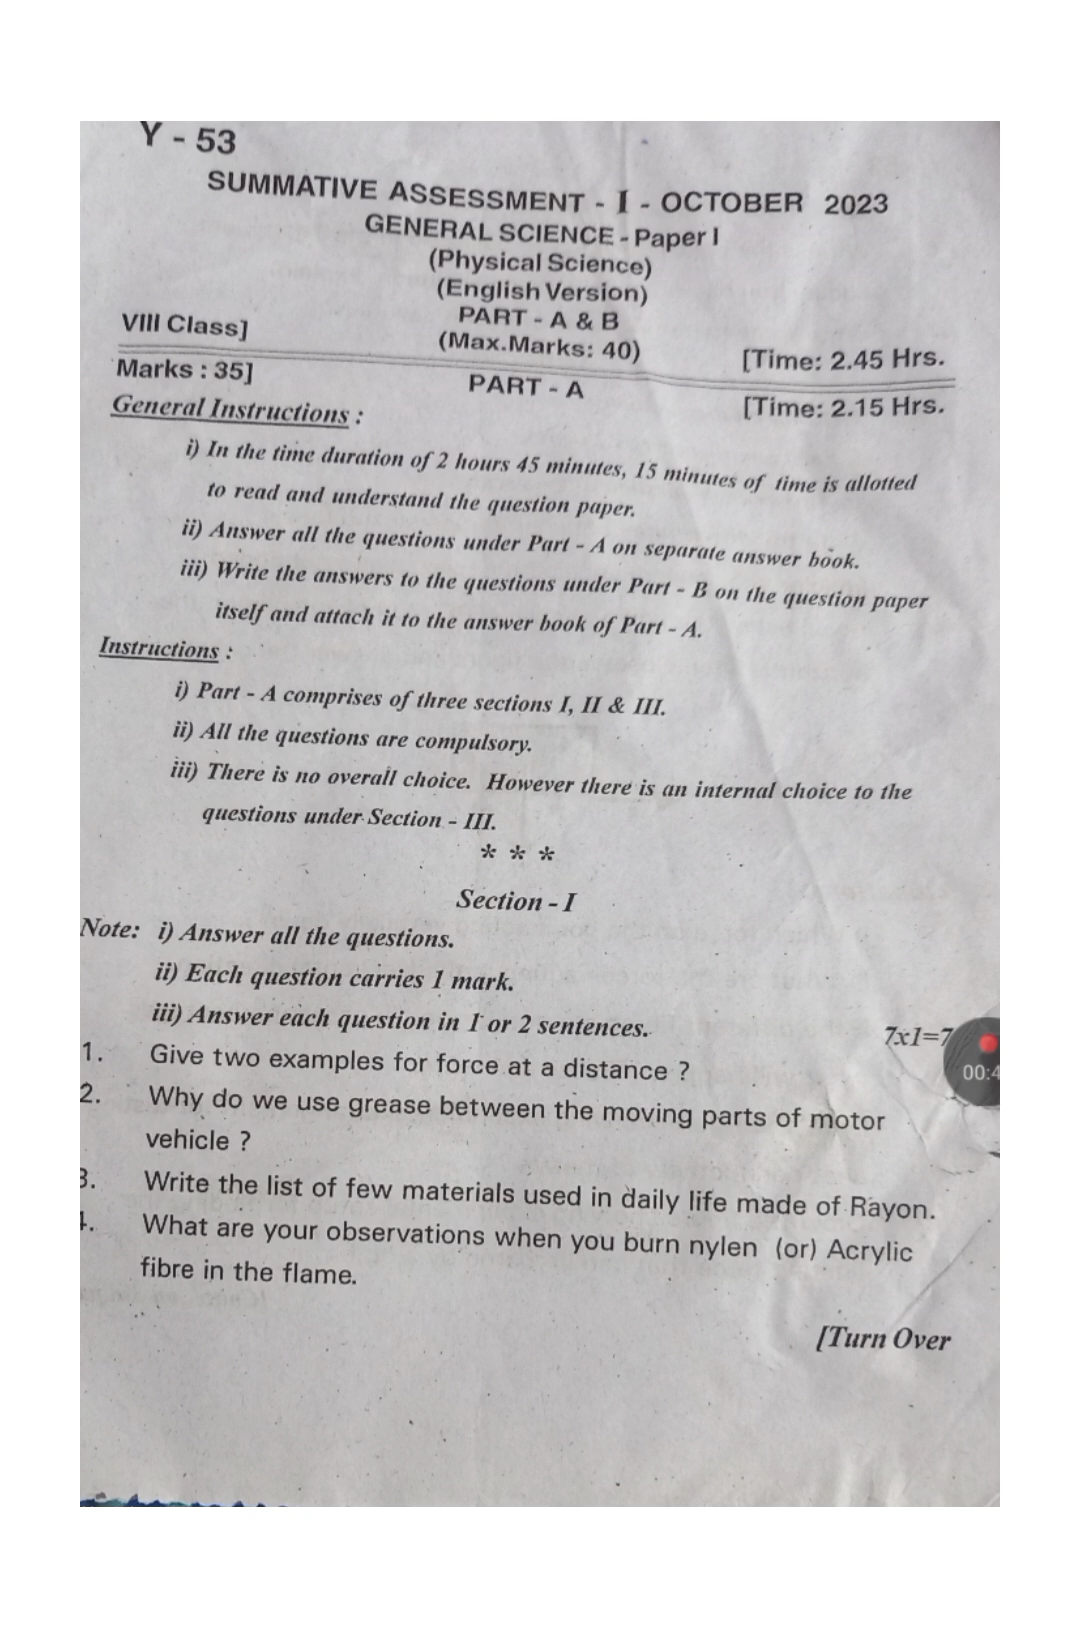 Y - 53
SUMMATIVE ASSESSMENT - I - OCTOBER 2023
GENERAL SCIENCE - Paper I
(Physical Science)
(English Version)
PART - A & B
VIII Class]
(Max.Marks: 40)
[Time: 2.45 Hrs.
Marks : 35]
PART - A
[Time: 2.15 Hrs.
General Instructions :
i) In the time duration of 2 hours 45 minutes, 15 minutes of time is allotted
to read and understand the question paper.
ii) Answer all the questions under Part - A on separate answer book.
iii) Write the answers to the questions under Part - B on the question paper
itself and attach it to the answer book of Part - A.
Instructions :
i) Part - A comprises of three sections I, II & III.
ii) All the questions are compulsory.
iii) There is no overall choice. However there is an internal choice to the
questions under Section - III.
* * *
Section - I
Note: i) Answer all the questions.
ii) Each question carries 1 mark.
iii) Answer each question in 1 or 2 sentences.
7x1=7
1. Give two examples for force at a distance ?
00:4
2. Why do we use grease between the moving parts of motor
vehicle ?
3. Write the list of few materials used in daily life made of Rayon.
4. What are your observations when you burn nylen (or) Acrylic
fibre in the flame.
[Turn Over